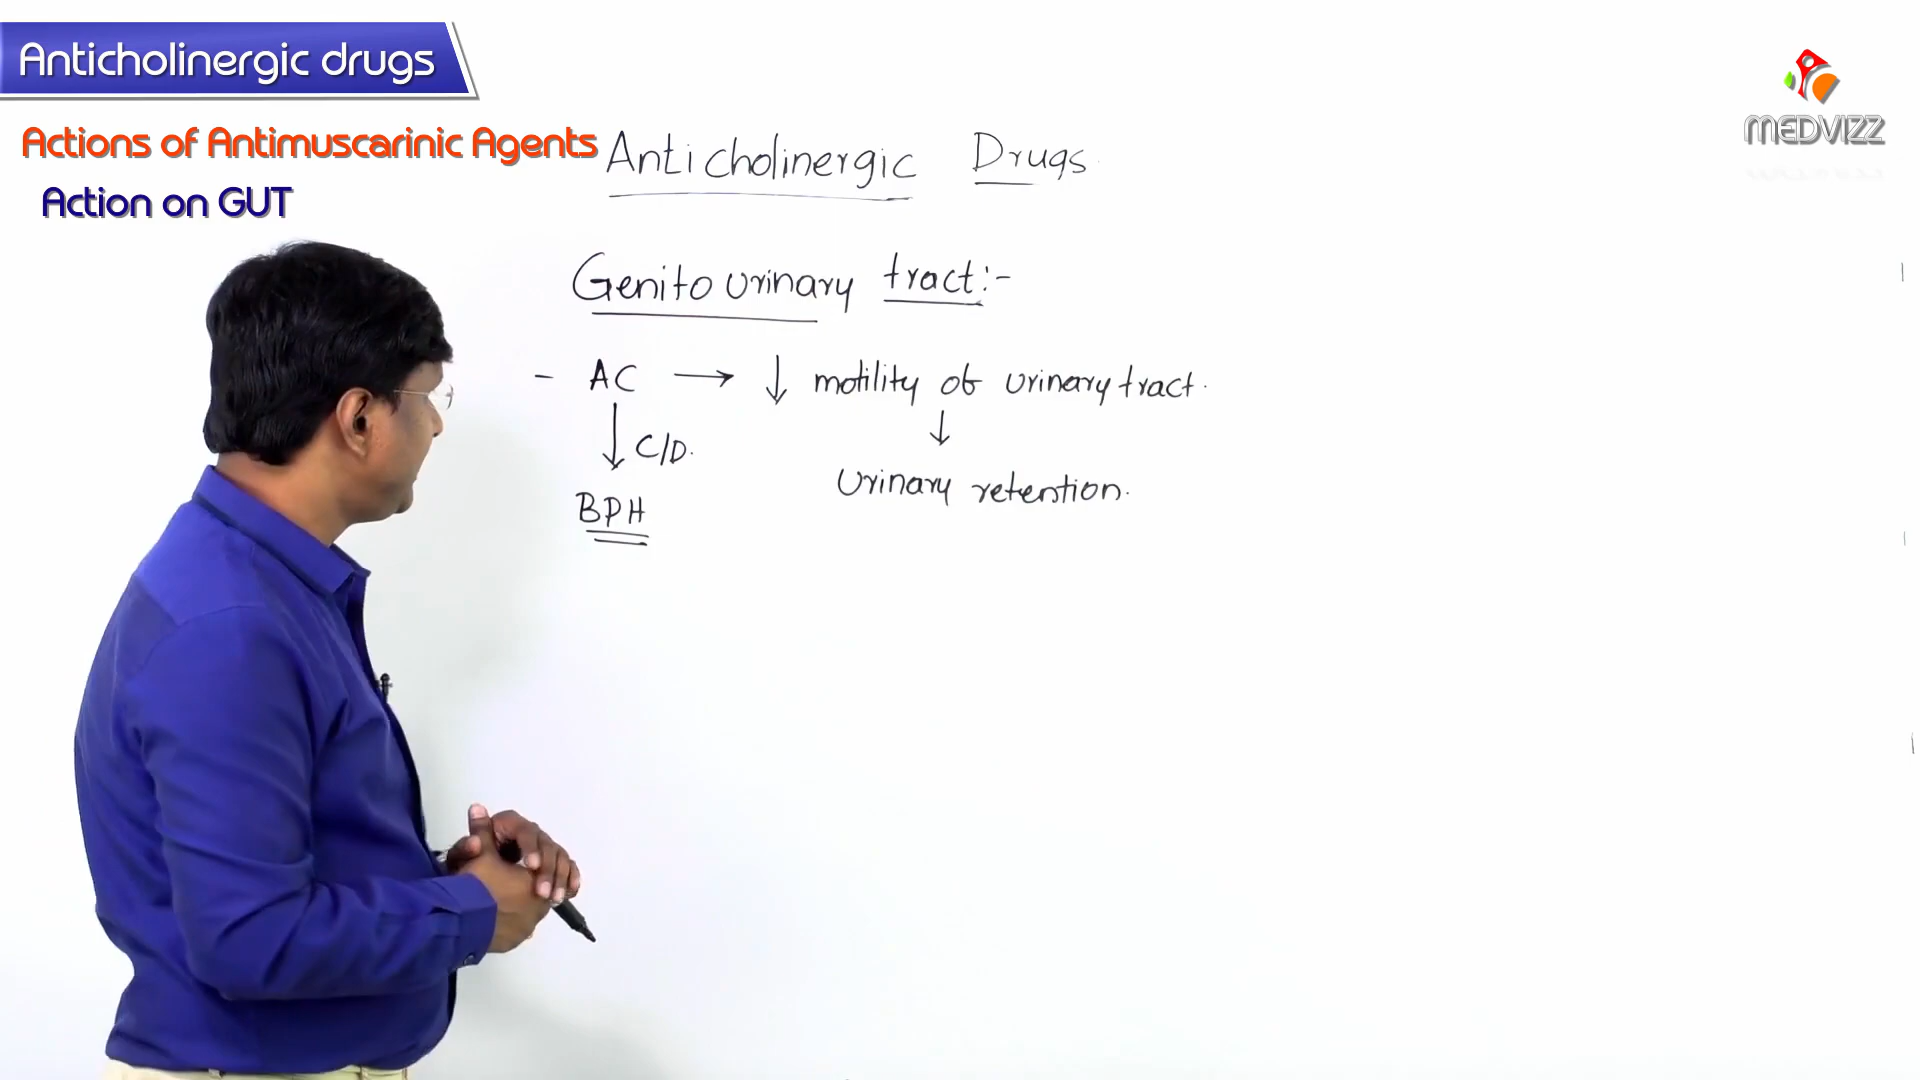 Anticholinergic drugs
MEDVIZZ
Actions of Antimuscarinic Agents
Action on GUT
Anticholinergic Drugs
Genitourinary tract:-
- AC → ↓ motility of urinary tract.
↓ C/D. ↓
BPH Urinary retention.